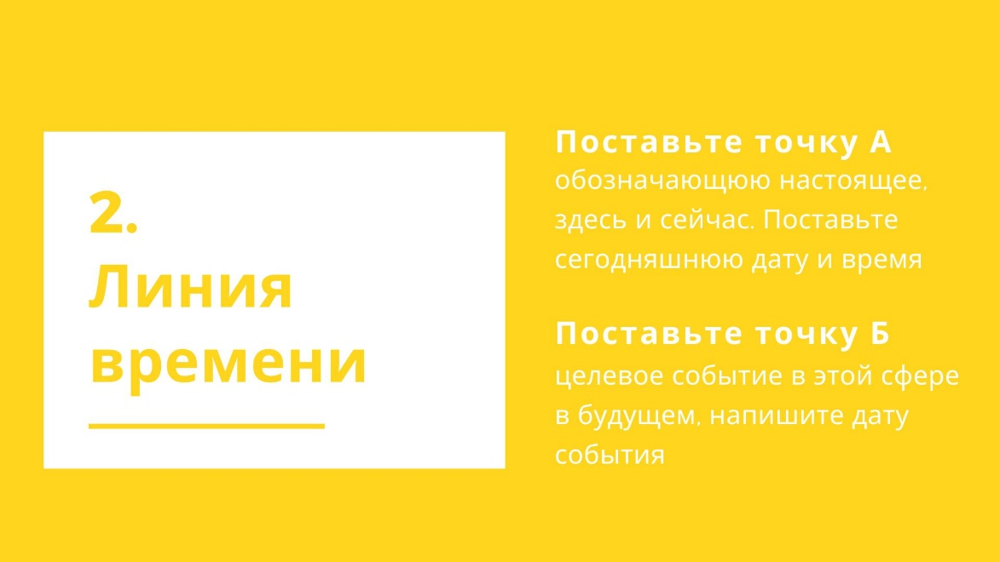 2.
Линия
времени
Поставьте точку А
обозначающюю настоящее,
здесь и сейчас. Поставьте
сегодняшнюю дату и время
Поставьте точку Б
целевое событие в этой сфере
в будущем, напишите дату
события